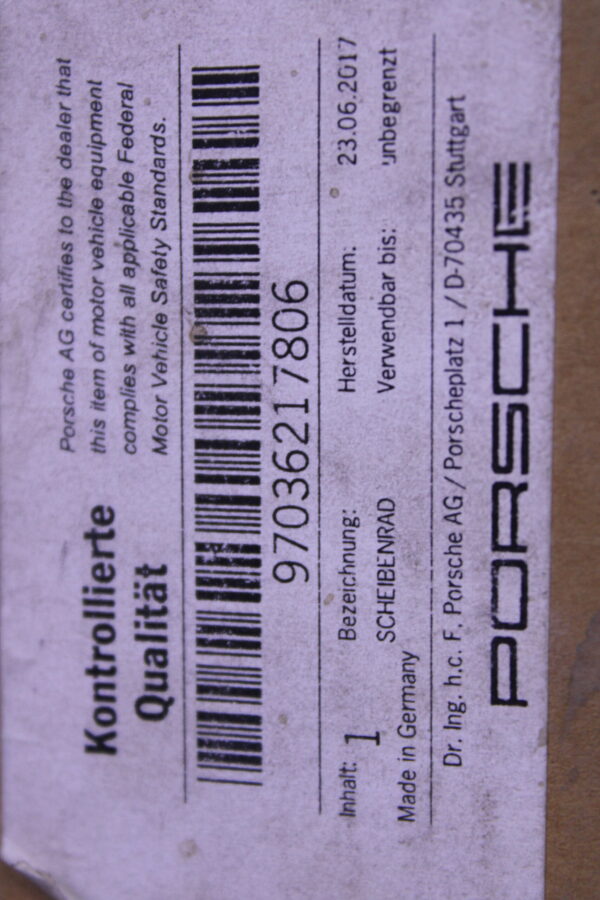 Kontrollierte
Qualität
Porsche AG certifies to the dealer that
this item of motor vehicle equipment
complies with all applicable Federal
Motor Vehicle Safety Standards.
97036217806
Inhalt: 1
Bezeichnung:
SCHEIBENRAD
Herstelldatum: 23.06.2017
Verwendbar bis: unbegrenzt
Made in Germany
Dr. Ing. h.c. F. Porsche AG / Porscheplatz 1 / D-70435 Stuttgart
PORSCHE